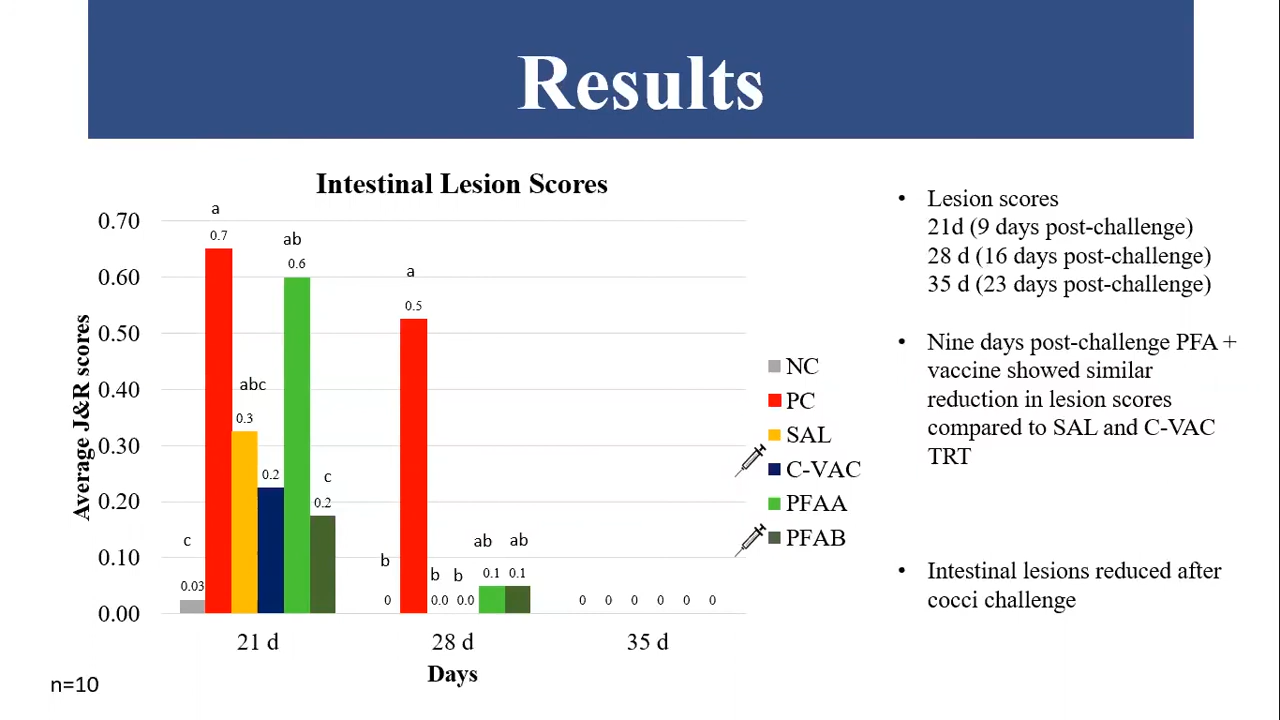 Results
Intestinal Lesion Scores
Average J&R scores
0.70
0.60
0.50
0.40
0.30
0.20
0.10
0.00
c
0.03
a
0.7
abc
0.3
0.2
ab
0.6
c
0.2
b
0
a
0.5
b
0.0
b
0.0
ab
0.1
ab
0.1
0
0
0
0
0
0
21 d
28 d
35 d
Days
NC
PC
SAL
C-VAC
PFAA
PFAB
n=10
• Lesion scores
21d (9 days post-challenge)
28 d (16 days post-challenge)
35 d (23 days post-challenge)
• Nine days post-challenge PFA +
vaccine showed similar
reduction in lesion scores
compared to SAL and C-VAC
TRT
• Intestinal lesions reduced after
cocci challenge